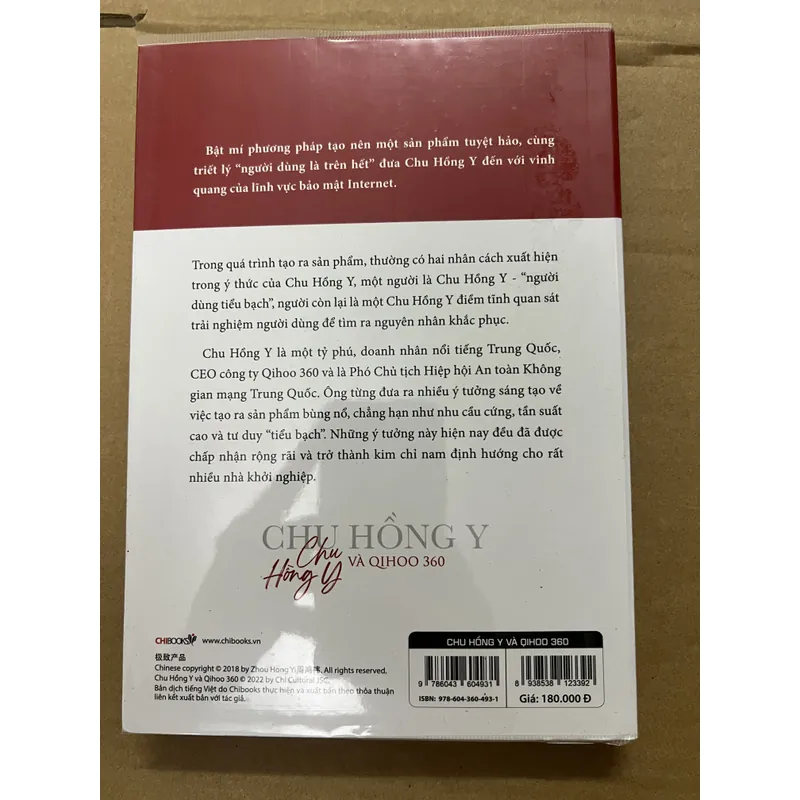 Bật mí phương pháp tạo nên một sản phẩm tuyệt hảo, cùng
triết lý “người dùng là trên hết” đưa Chu Hồng Y đến với vinh
quang của lĩnh vực bảo mật Internet.
Trong quá trình tạo ra sản phẩm, thường có hai nhân cách xuất hiện
trong ý thức của Chu Hồng Y, một người là Chu Hồng Y - “người
dùng tiểu bạch”, người còn lại là một Chu Hồng Y điềm tĩnh quan sát
trải nghiệm người dùng để tìm ra nguyên nhân khắc phục.
Chu Hồng Y là một tỷ phú, doanh nhân nổi tiếng Trung Quốc,
CEO công ty Qihoo 360 và là Phó Chủ tịch Hiệp hội An toàn Không
gian mạng Trung Quốc. Ông từng đưa ra nhiều ý tưởng sáng tạo về
việc tạo ra sản phẩm bùng nổ, chẳng hạn như nhu cầu cứng, tần suất
cao và tư duy “tiểu bạch”. Những ý tưởng này hiện nay đều đã được
chấp nhận rộng rãi và trở thành kim chỉ nam định hướng cho rất
nhiều nhà khởi nghiệp.
CHU HỒNG Y
Chu
Hồng Y
VÀ QIHOO 360
CHIBOOKS www.chibooks.vn
极致产品
Chinese copyright © 2018 by Zhou Hong Yi/周鸿祎. All rights reserved.
Chu Hồng Y và Qihoo 360 © 2022 by Chi Cultural JSC.
Bản dịch tiếng Việt do Chibooks thực hiện và xuất bản theo thỏa thuận
liên kết xuất bản với tác giả.
CHU HỒNG Y VÀ QIHOO 360
9 786043 604931
8 938538 123392
ISBN: 978-604-360-493-1
Giá: 180.000 Đ